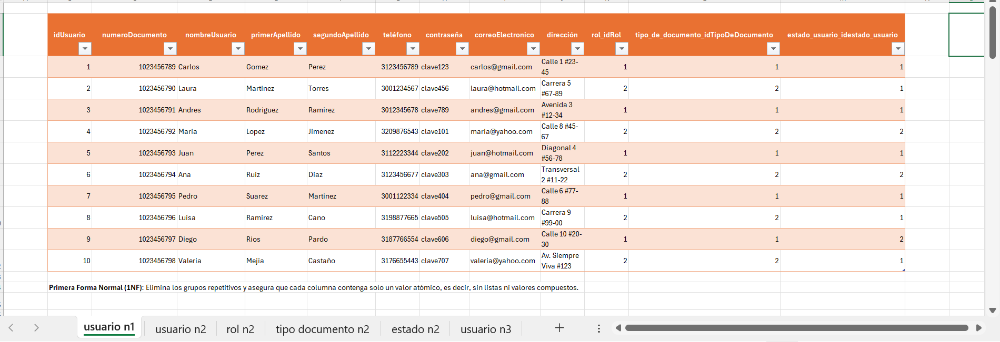 idUsuario numeroDocumento nombreUsuario primerApellido segundoApellido teléfono contraseña correoElectronico dirección rol_idRol tipo_de_documento_idTipoDeDocumento estado_usuario_idestado_usuario
1 1023456789 Carlos Gomez Perez 3123456789 clave123 carlos@gmail.com Calle 1 #23-45 1 1 1
2 1023456790 Laura Martinez Torres 3001234567 clave456 laura@hotmail.com Carrera 5 #67-89 2 2 1
3 1023456791 Andres Rodriguez Ramirez 3012345678 clave789 andres@gmail.com Avenida 3 #12-34 1 1 1
4 1023456792 Maria Lopez Jimenez 3209876543 clave101 maria@yahoo.com Calle 8 #45-67 2 2 2
5 1023456793 Juan Perez Santos 3112223344 clave202 juan@hotmail.com Diagonal 4 #56-78 1 1 1
6 1023456794 Ana Ruiz Diaz 3123456677 clave303 ana@gmail.com Transversal 2 #11-22 2 2 2
7 1023456795 Pedro Suarez Martinez 3001122334 clave404 pedro@gmail.com Calle 6 #77-88 1 1 1
8 1023456796 Luisa Ramirez Cano 3198877665 clave505 luisa@hotmail.com Carrera 9 #99-00 2 2 1
9 1023456797 Diego Rios Pardo 3187766554 clave606 diego@gmail.com Calle 10 #20-30 1 1 2
10 1023456798 Valeria Mejia Castaño 3176655443 clave707 valeria@yahoo.com Av. Siempre Viva #123 2 2 1
Primera Forma Normal (1NF): Elimina los grupos repetitivos y asegura que cada columna contenga solo un valor atómico, es decir, sin listas ni valores compuestos.
usuario n1 usuario n2 rol n2 tipo documento n2 estado n2 usuario n3